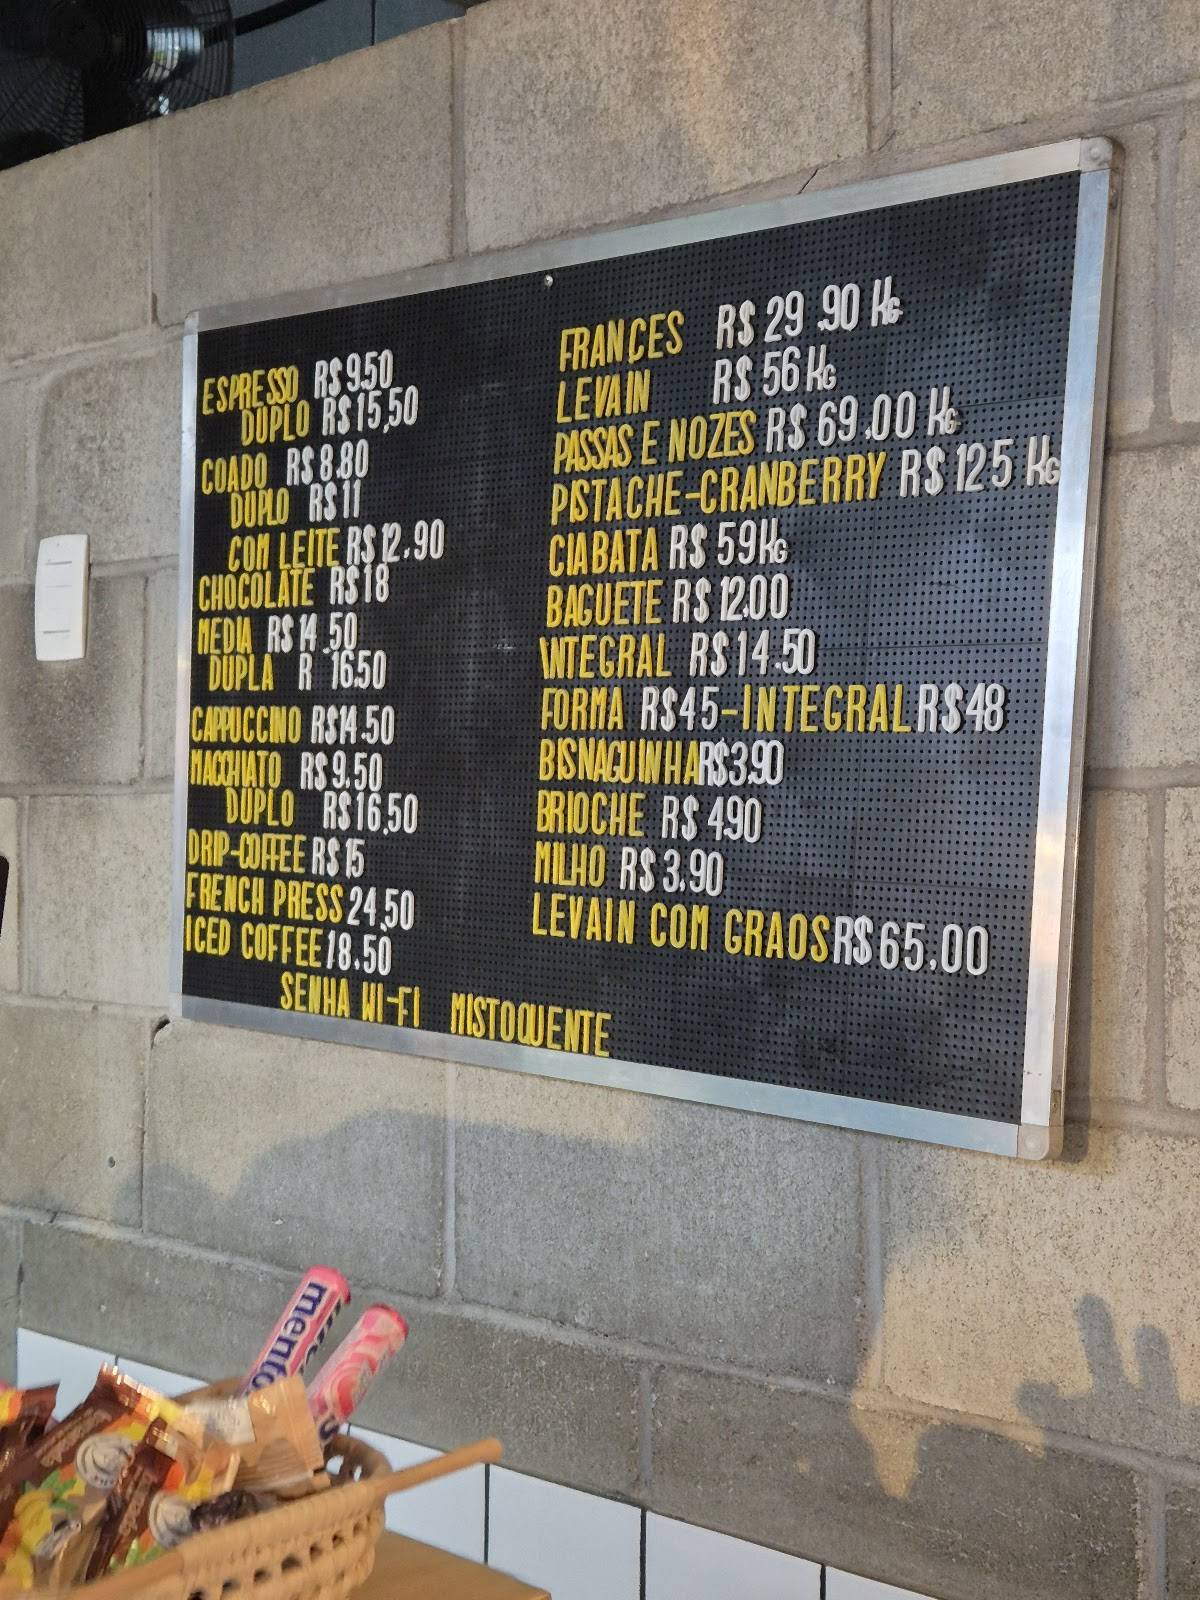 ESPRESSO R$ 9.50
DUPLO R$ 15,50
COADO R$ 8.80
DUPLO R$ 11
COM LEITE R$ 12.90
CHOCOLATE R$ 18
MEDIA R$ 14.50
DUPLA R 16.50
CAPPUCCINO R$ 14.50
MACCHIATO R$ 9.50
DUPLO R$ 16,50
DRIP-COFFEE R$ 15
FRENCH PRESS 24,50
ICED COFFEE 18.50
FRANCES R$ 29.90 Kg
LEVAIN R$ 56 Kg
PASSAS E NOZES R$ 69.00 Kg
PISTACHE-CRANBERRY R$ 125 Kg
CIABATA R$ 59 Kg
BAGUETE R$ 12.00
INTEGRAL R$ 14.50
FORMA R$ 45-INTEGRAL R$ 48
BISNAGUINHA R$ 3.90
BRIOCHE R$ 4.90
MILHO R$ 3.90
LEVAIN COM GRAOS R$ 65.00
SENHA WI-FI MISTOQUENTE
mentos